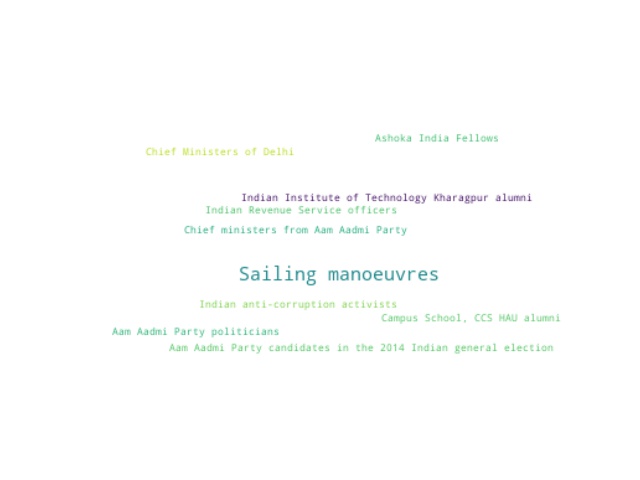 Ashoka India Fellows
Chief Ministers of Delhi
Indian Institute of Technology Kharagpur alumni
Indian Revenue Service officers
Chief ministers from Aam Aadmi Party
Sailing manoeuvres
Indian anti-corruption activists
Campus School, CCS HAU alumni
Aam Aadmi Party politicians
Aam Aadmi Party candidates in the 2014 Indian general election